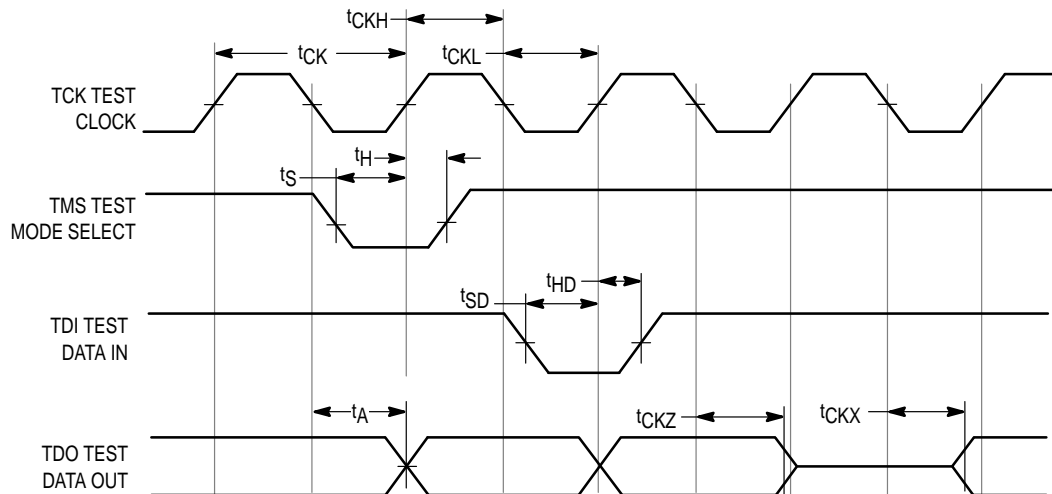 tCKH
tCK
tCKL
TCK TEST
CLOCK
tH
tS
TMS TEST
MODE SELECT
tHD
tSD
TDI TEST
DATA IN
tA
tCKZ
tCKX
TDO TEST
DATA OUT